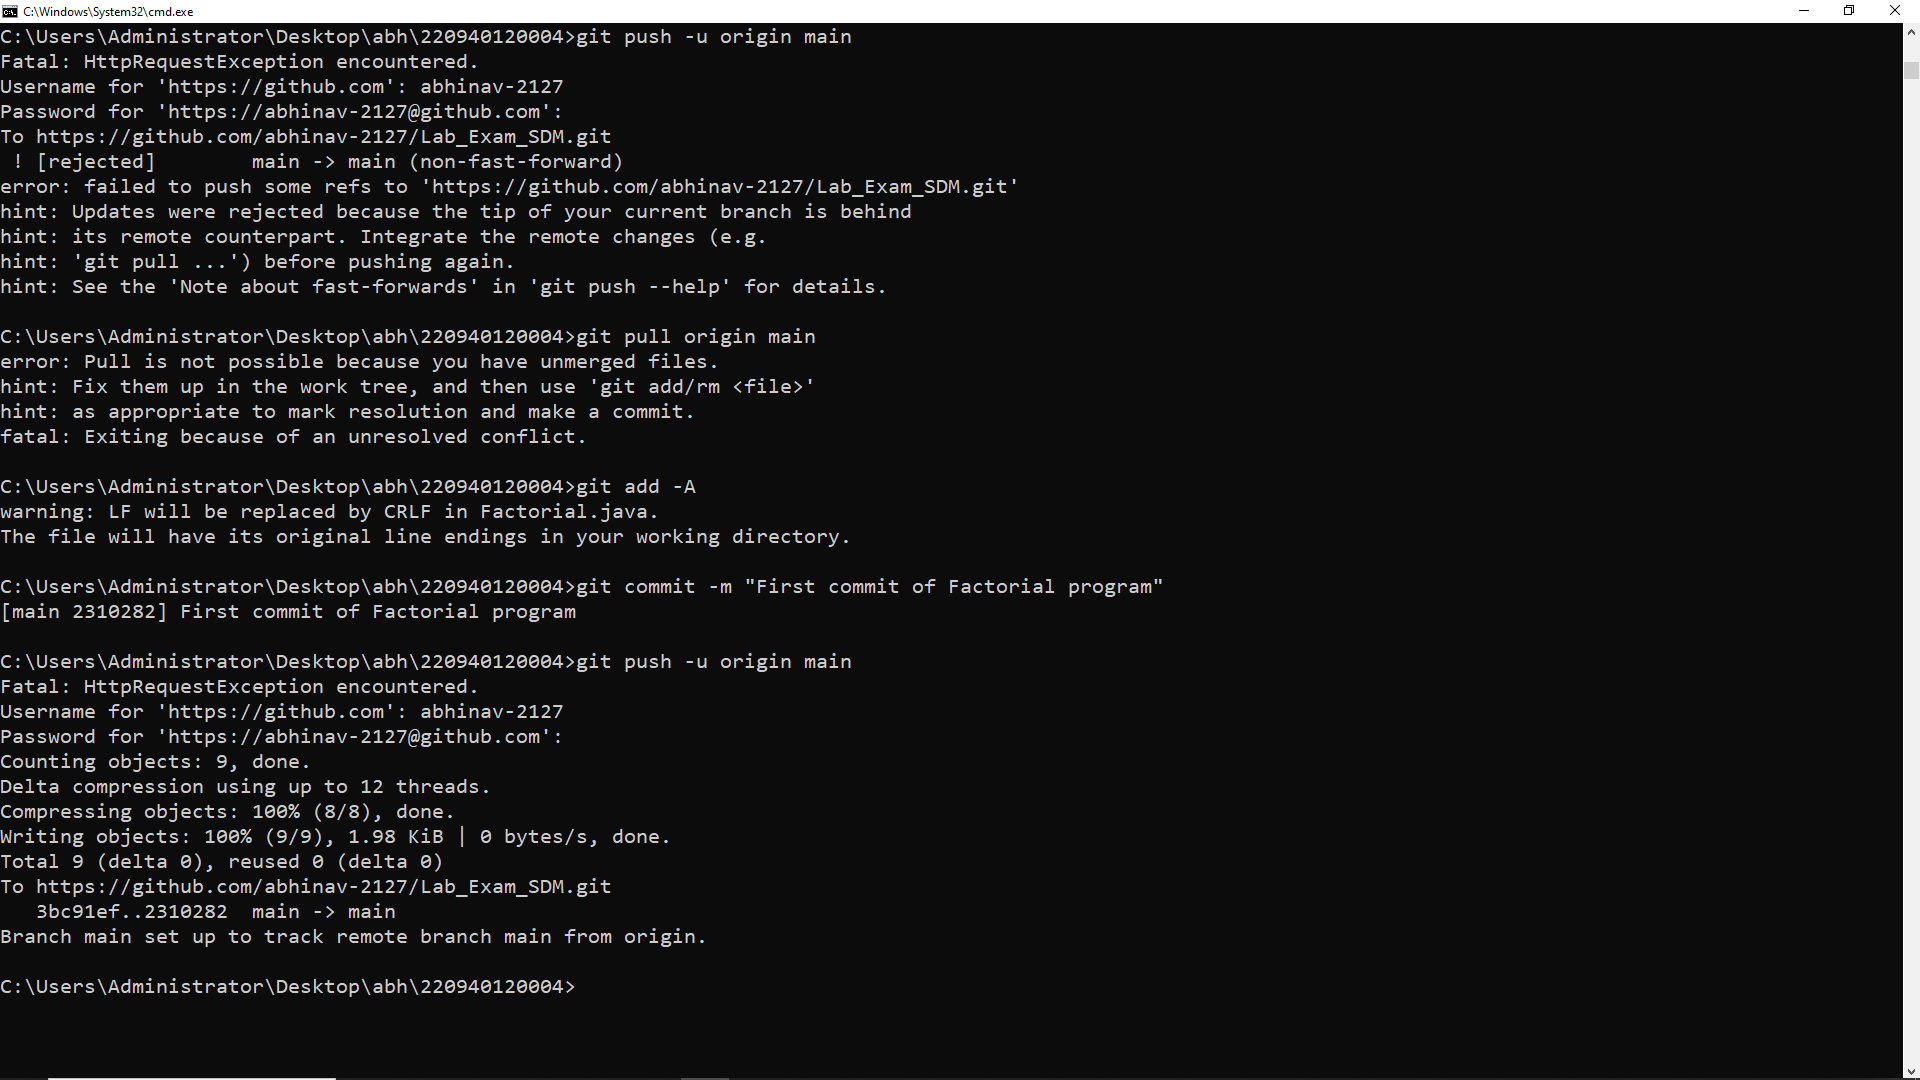 C:\Windows\System32\cmd.exe
C:\Users\Administrator\Desktop\abh\220940120004>git push -u origin main
Fatal: HttpRequestException encountered.
Username for 'https://github.com': abhinav-2127
Password for 'https://abhinav-2127@github.com':
To https://github.com/abhinav-2127/Lab_Exam_SDM.git
 ! [rejected]        main -> main (non-fast-forward)
error: failed to push some refs to 'https://github.com/abhinav-2127/Lab_Exam_SDM.git'
hint: Updates were rejected because the tip of your current branch is behind
hint: its remote counterpart. Integrate the remote changes (e.g.
hint: 'git pull ...') before pushing again.
hint: See the 'Note about fast-forwards' in 'git push --help' for details.
C:\Users\Administrator\Desktop\abh\220940120004>git pull origin main
error: Pull is not possible because you have unmerged files.
hint: Fix them up in the work tree, and then use 'git add/rm <file>'
hint: as appropriate to mark resolution and make a commit.
fatal: Exiting because of an unresolved conflict.
C:\Users\Administrator\Desktop\abh\220940120004>git add -A
warning: LF will be replaced by CRLF in Factorial.java.
The file will have its original line endings in your working directory.
C:\Users\Administrator\Desktop\abh\220940120004>git commit -m "First commit of Factorial program"
[main 2310282] First commit of Factorial program
C:\Users\Administrator\Desktop\abh\220940120004>git push -u origin main
Fatal: HttpRequestException encountered.
Username for 'https://github.com': abhinav-2127
Password for 'https://abhinav-2127@github.com':
Counting objects: 9, done.
Delta compression using up to 12 threads.
Compressing objects: 100% (8/8), done.
Writing objects: 100% (9/9), 1.98 KiB | 0 bytes/s, done.
Total 9 (delta 0), reused 0 (delta 0)
To https://github.com/abhinav-2127/Lab_Exam_SDM.git
   3bc91ef..2310282  main -> main
Branch main set up to track remote branch main from origin.
C:\Users\Administrator\Desktop\abh\220940120004>